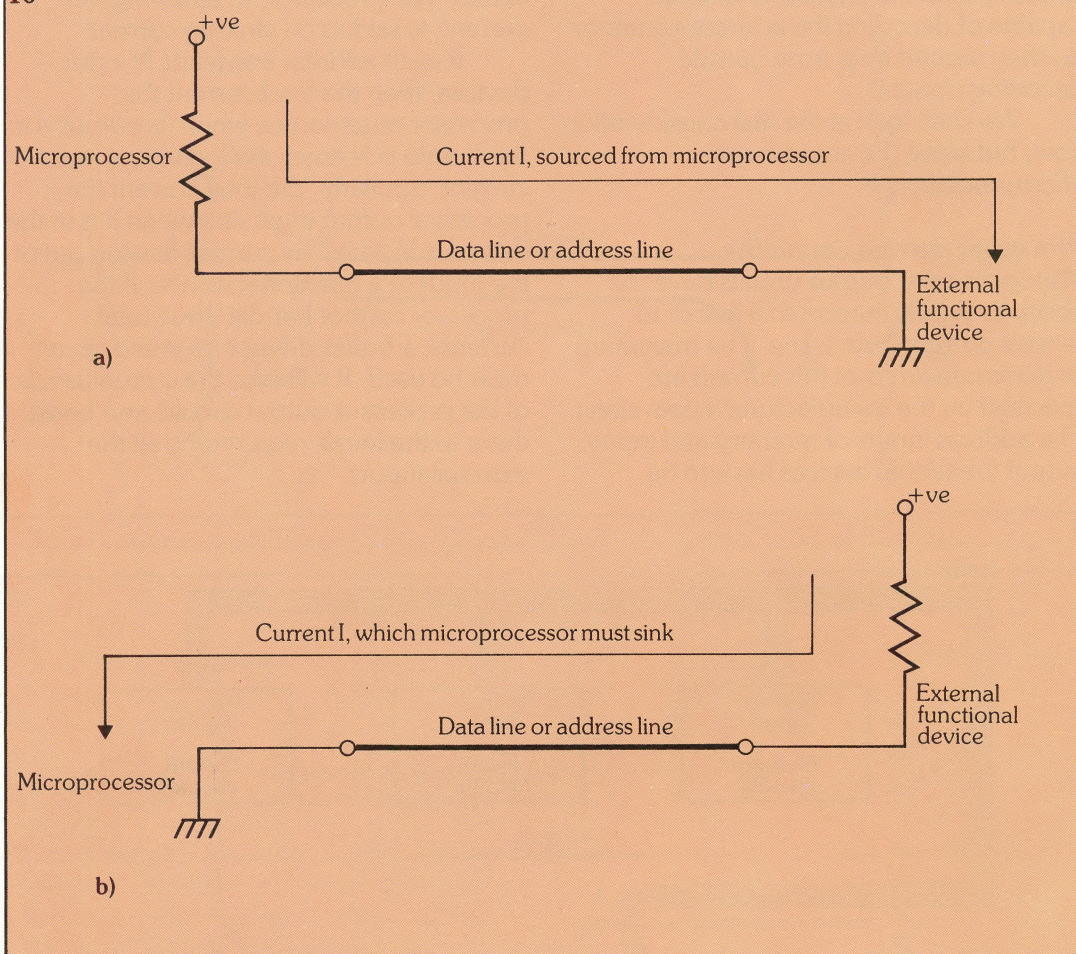 +ve
Microprocessor
Current I, sourced from microprocessor
Data line or address line
External
functional
device
a)
+ve
Current I, which microprocessor must sink
External
functional
device
Data line or address line
Microprocessor
b)